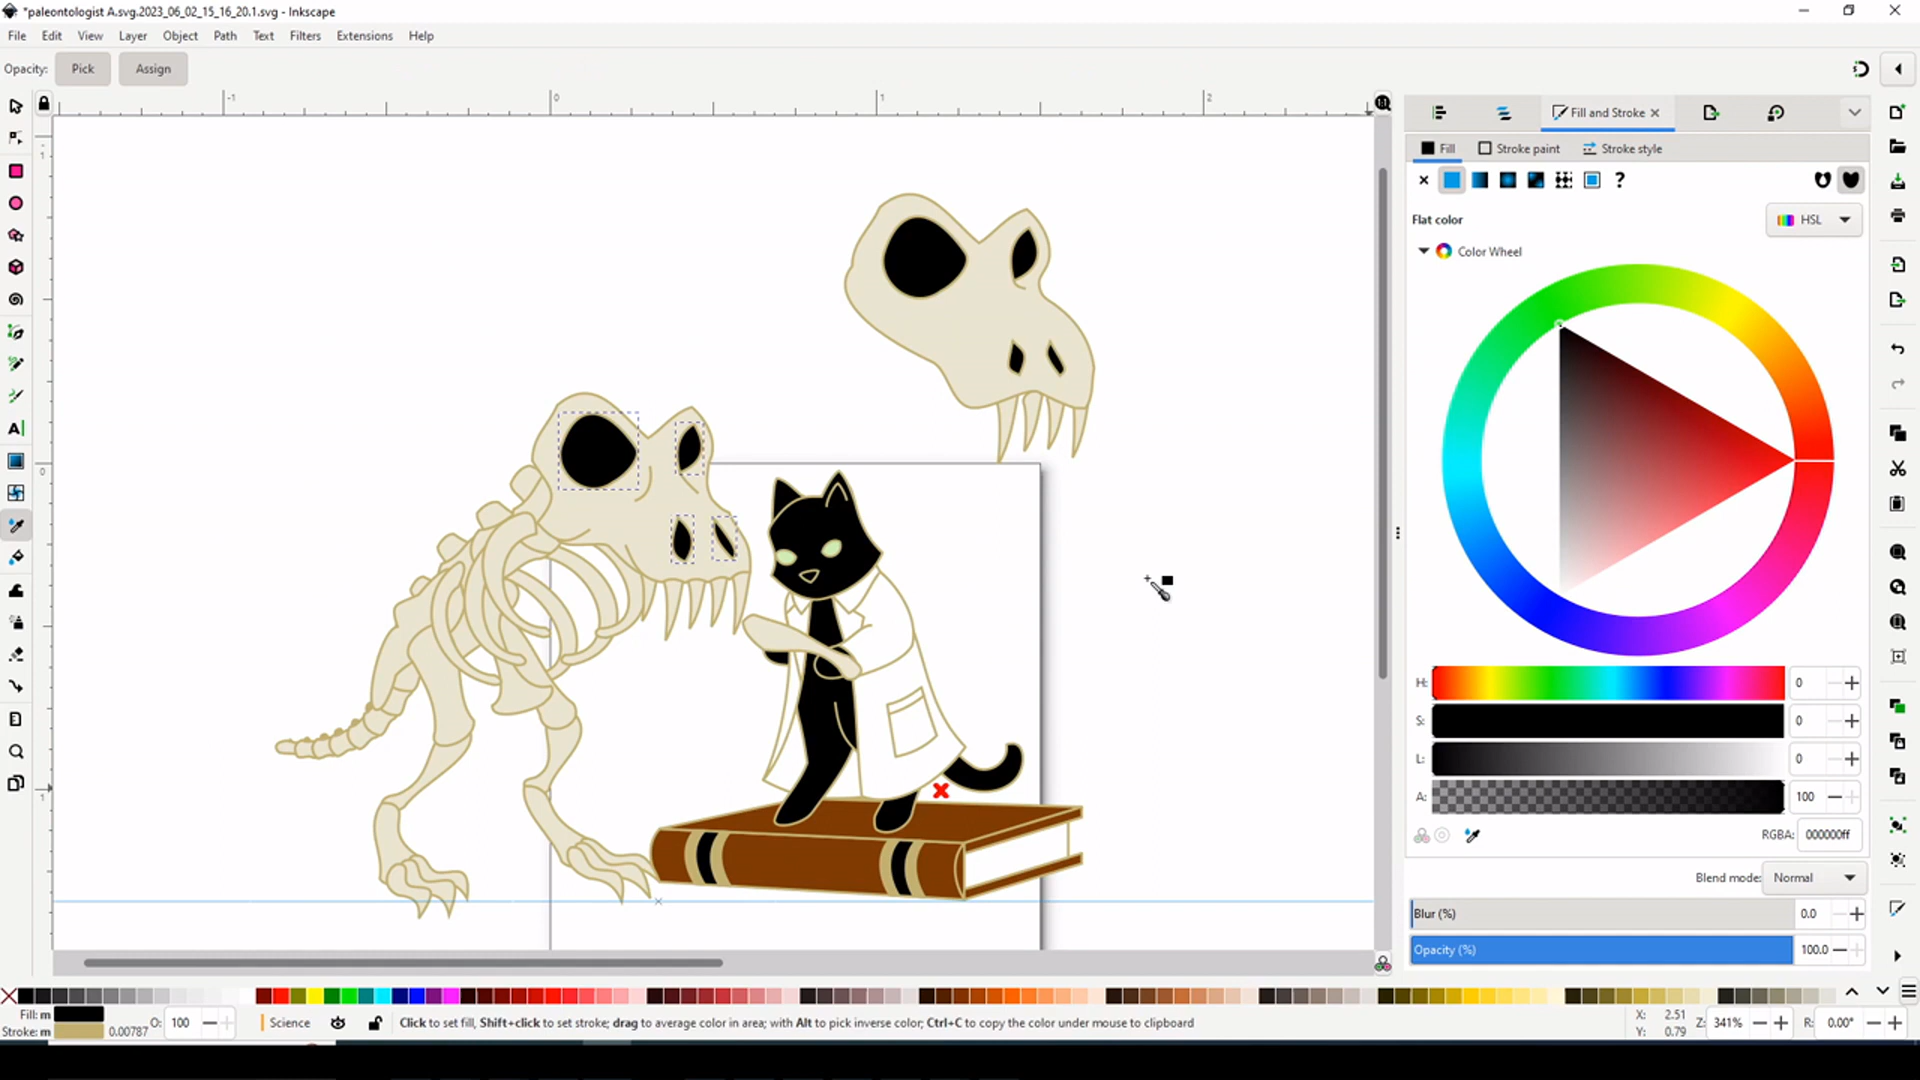 *paleontologist A.svg.2023_06_02_15_16_20.1.svg - Inkscape
File Edit View Layer Object Path Text Filters Extensions Help
Opacity: Pick Assign
-1 0 1 2
Fill and Stroke
Fill Stroke paint Stroke style
?
Flat color HSL
Color Wheel
H: 0
S: 0
L: 0
A: 100
RGBA: 000000ff
Blend mode: Normal
Blur (%) 0.0
Opacity (%) 100.0
Fill: m
Stroke: m 0.00787
O: 100
Science
Click to set fill, Shift+click to set stroke; drag to average color in area; with Alt to pick inverse color; Ctrl+C to copy the color under mouse to clipboard
X: 2.51
Y: 0.79
Z: 341%
R: 0.00°